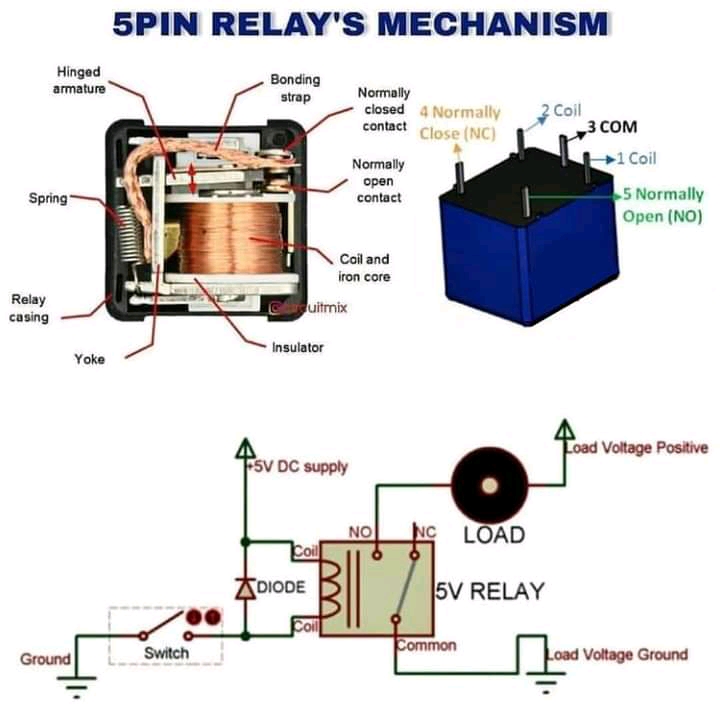 5PIN RELAY'S MECHANISM
Hinged
armature
Bonding
strap
Normally
closed
contact
Normally
open
contact
Spring
Coil and
iron core
Relay
casing
Yoke
Insulator
4 Normally
Close (NC)
2 Coil
3 COM
1 Coil
5 Normally
Open (NO)
+5V DC supply
Load Voltage Positive
NO
NC
LOAD
Coil
DIODE
5V RELAY
Coil
Switch
Ground
Common
Load Voltage Ground